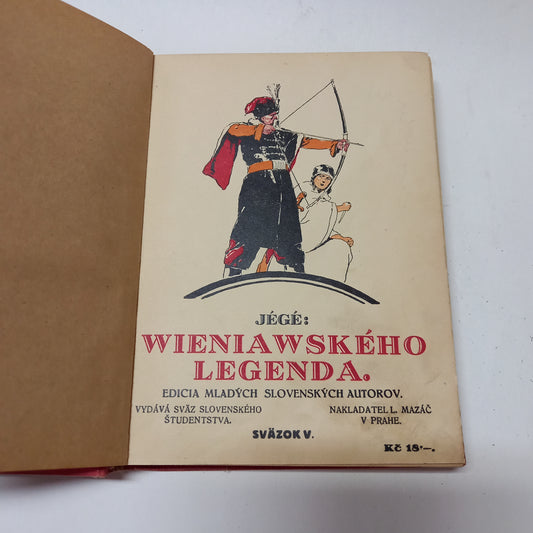 JÉGÉ:
WIENIAWSKÉHO
LEGENDA.
EDICIA MLADÝCH SLOVENSKÝCH AUTOROV.
VYDÁVÁ SVÄZ SLOVENSKÉHO
ŠTUDENTSTVA.
NAKLADATEL L. MAZÁČ
V PRAHE.
SVÄZOK V.
Kč 18·—.